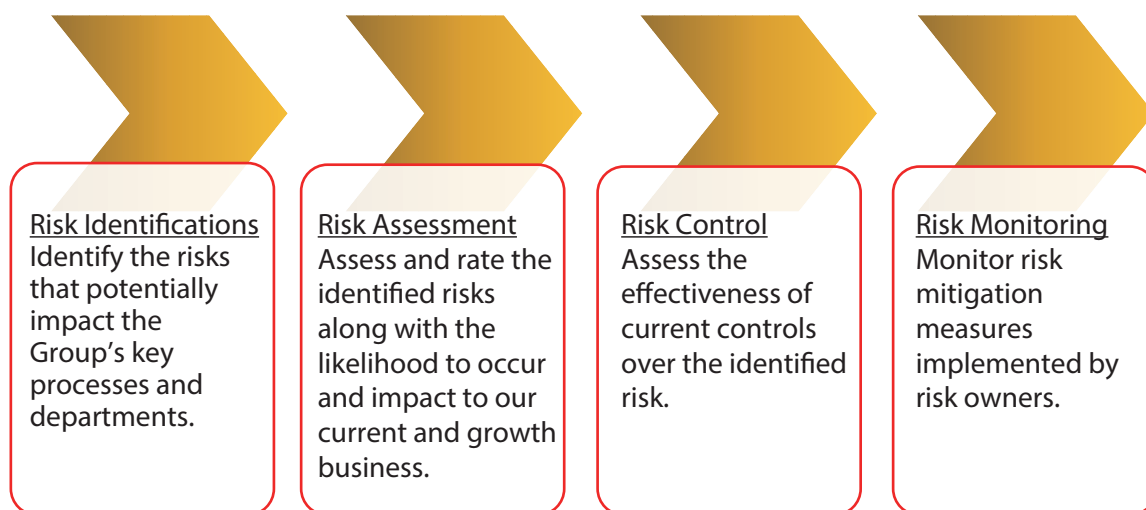 Risk Identifications
Identify the risks
that potentially
impact the
Group’s key
processes and
departments.
Risk Assessment
Assess and rate the
identified risks
along with the
likelihood to occur
and impact to our
current and growth
business.
Risk Control
Assess the
effectiveness of
current controls
over the identified
risk.
Risk Monitoring
Monitor risk
mitigation
measures
implemented by
risk owners.